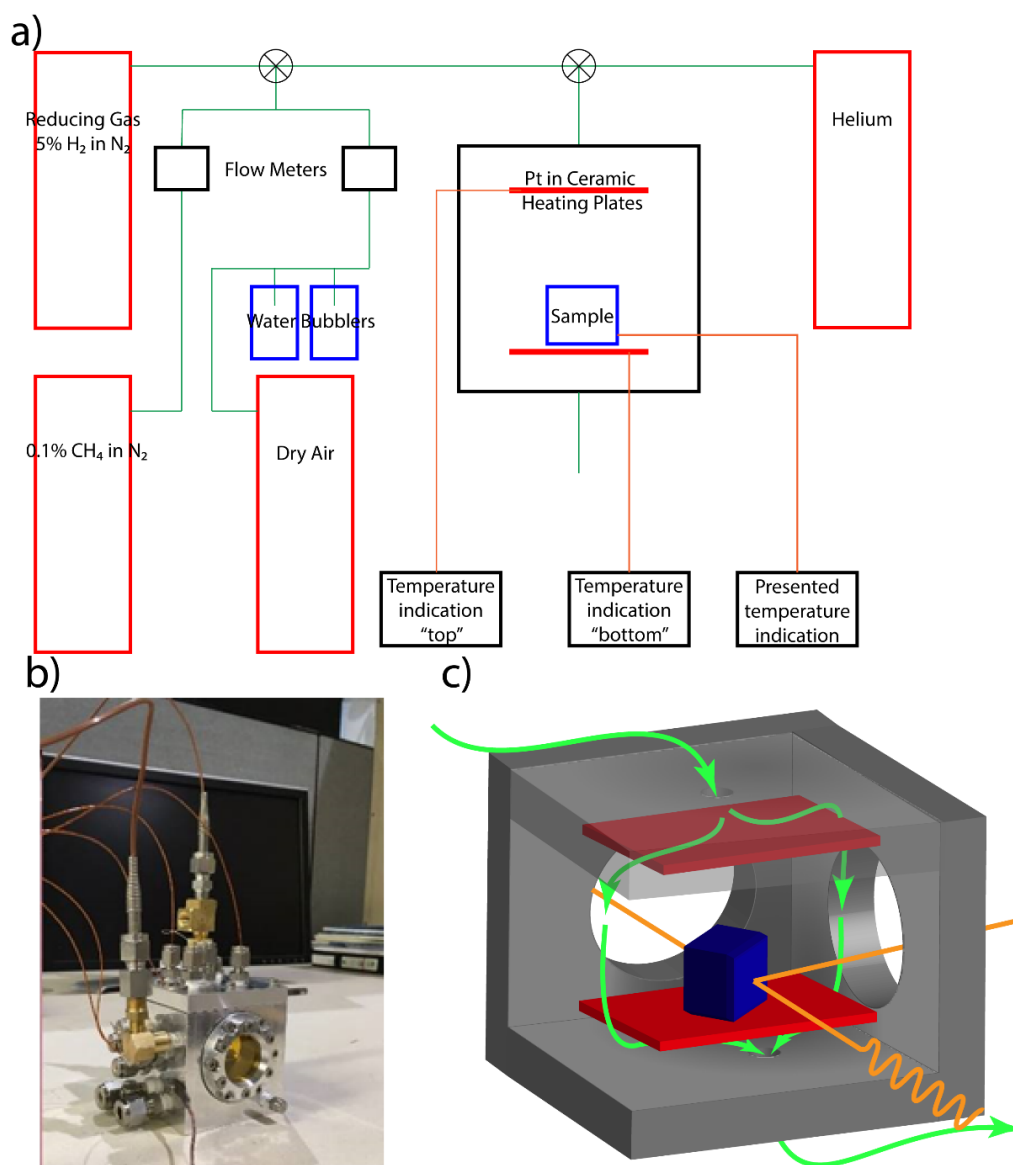 a)
Reducing Gas
5% H₂ in N₂
Flow Meters
Pt in Ceramic
Heating Plates
Helium
Water Bubblers
Sample
0.1% CH₄ in N₂
Dry Air
Temperature
indication
“top”
Temperature
indication
“bottom”
Presented
temperature
indication
b)
c)